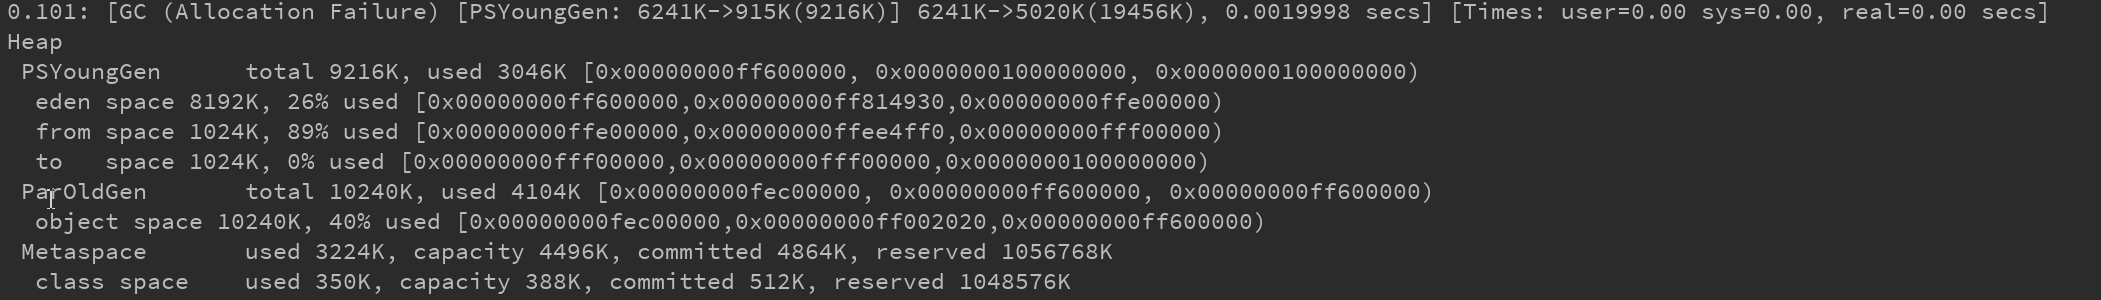 0.101: [GC (Allocation Failure) [PSYoungGen: 6241K->915K(9216K)] 6241K->5020K(19456K), 0.0019998 secs] [Times: user=0.00 sys=0.00, real=0.00 secs]
Heap
 PSYoungGen      total 9216K, used 3046K [0x00000000ff600000, 0x0000000100000000, 0x0000000100000000)
  eden space 8192K, 26% used [0x00000000ff600000,0x00000000ff814930,0x00000000ffe00000)
  from space 1024K, 89% used [0x00000000ffe00000,0x00000000ffee4ff0,0x00000000fff00000)
  to   space 1024K, 0% used [0x00000000fff00000,0x00000000fff00000,0x0000000100000000)
 ParOldGen       total 10240K, used 4104K [0x00000000fec00000, 0x00000000ff600000, 0x00000000ff600000)
  object space 10240K, 40% used [0x00000000fec00000,0x00000000ff002020,0x00000000ff600000)
 Metaspace       used 3224K, capacity 4496K, committed 4864K, reserved 1056768K
  class space    used 350K, capacity 388K, committed 512K, reserved 1048576K